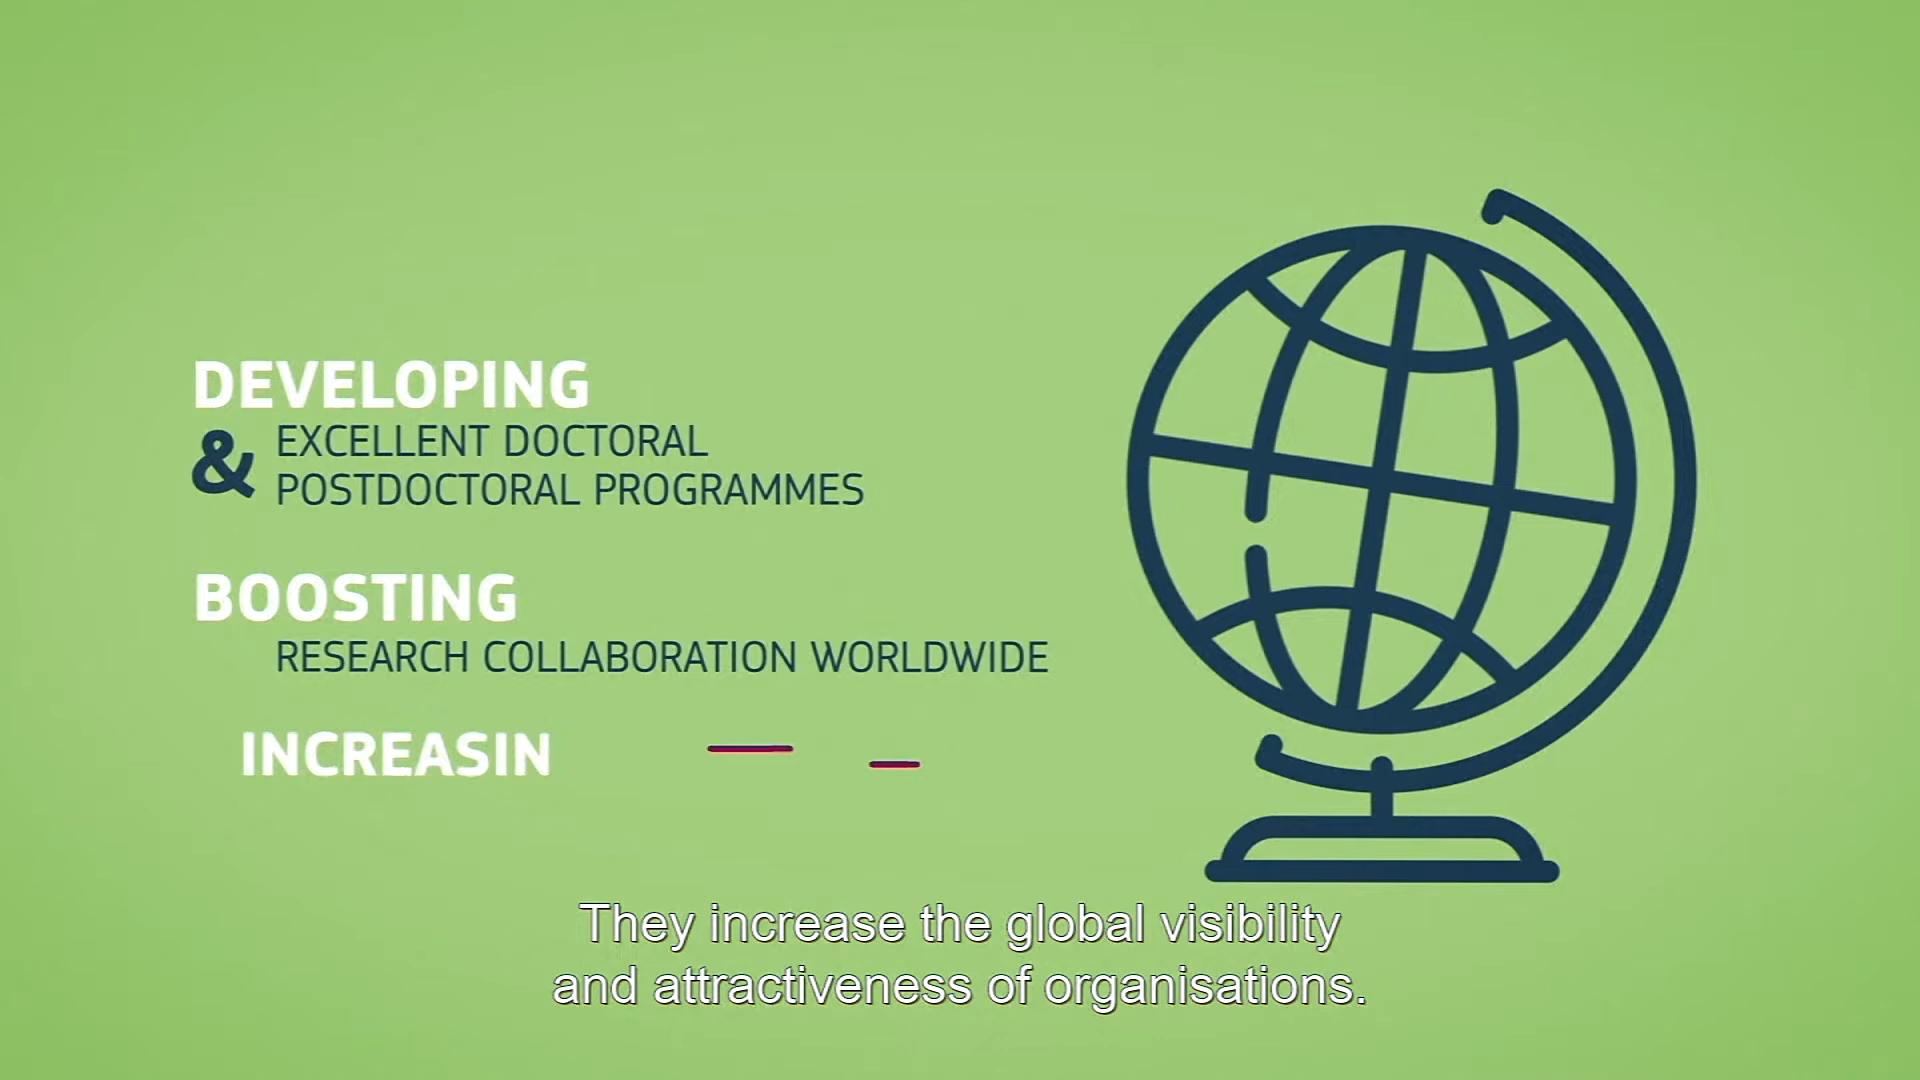 DEVELOPING
& EXCELLENT DOCTORAL
POSTDOCTORAL PROGRAMMES
BOOSTING
RESEARCH COLLABORATION WORLDWIDE
INCREASIN
They increase the global visibility
and attractiveness of organisations.